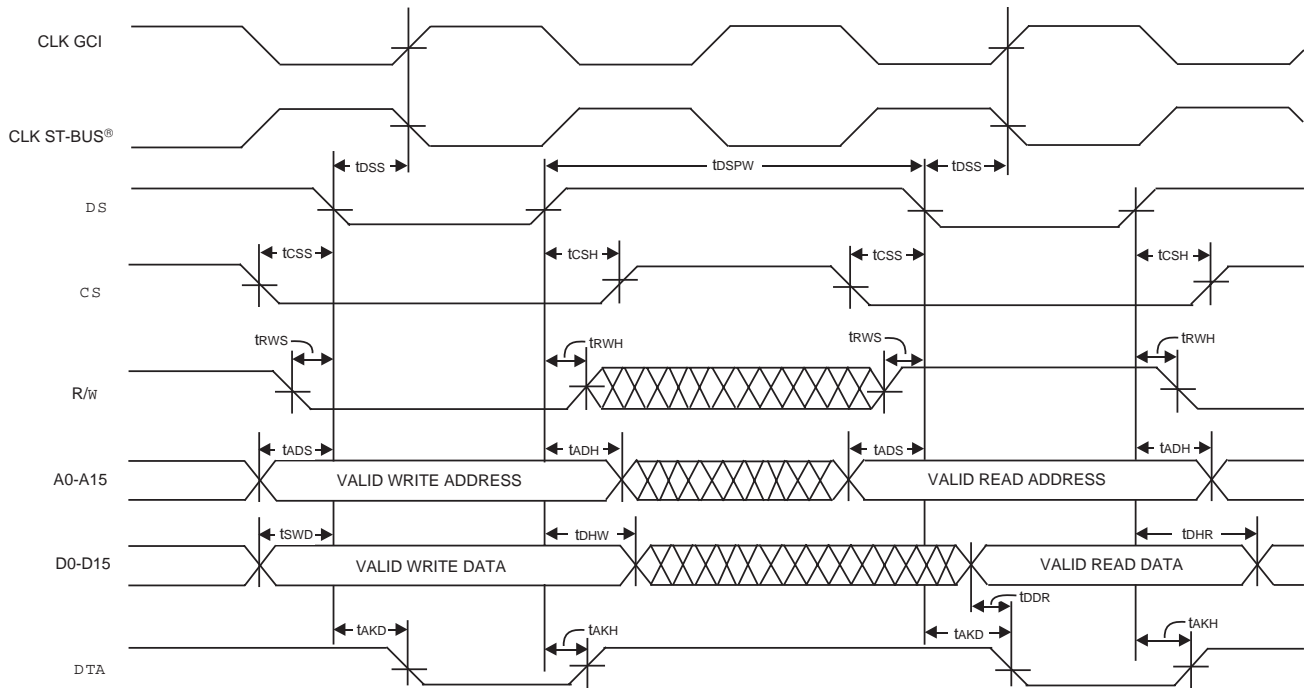 CLK GCI
CLK ST-BUS®
tDSS tDSPW tDSS
DS
tCSS tCSH tCSS tCSH
CS
tRWS tRWH tRWS tRWH
R/W
tADS tADH tADS tADH
A0-A15 VALID WRITE ADDRESS VALID READ ADDRESS
tSWD tDHW tDHR
D0-D15 VALID WRITE DATA VALID READ DATA
tDDR
tAKD tAKH tAKD tAKH
DTA